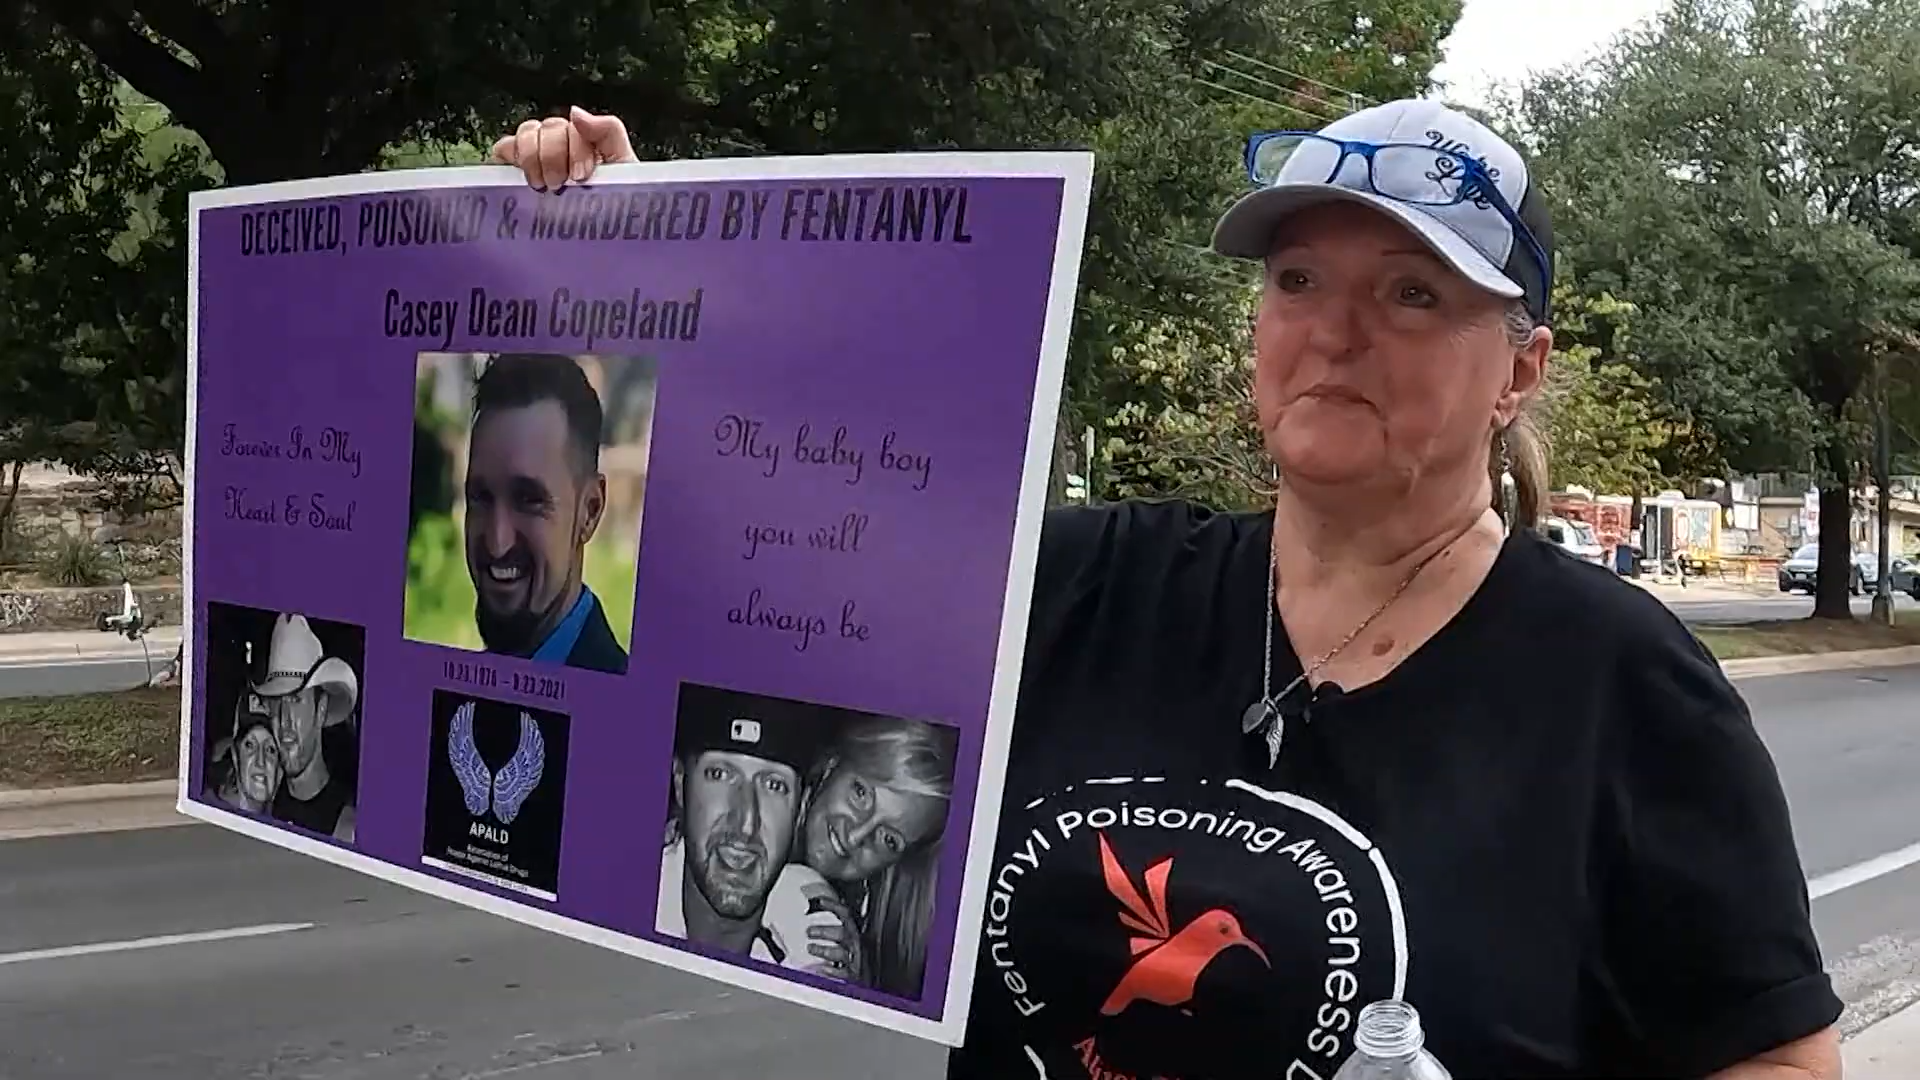 DECEIVED, POISONED & MURDERED BY FENTANYL
Casey Dean Copeland
Forever In My
Heart & Soul
My baby boy
you will
always be
APALD
Fentanyl Poisoning Awareness